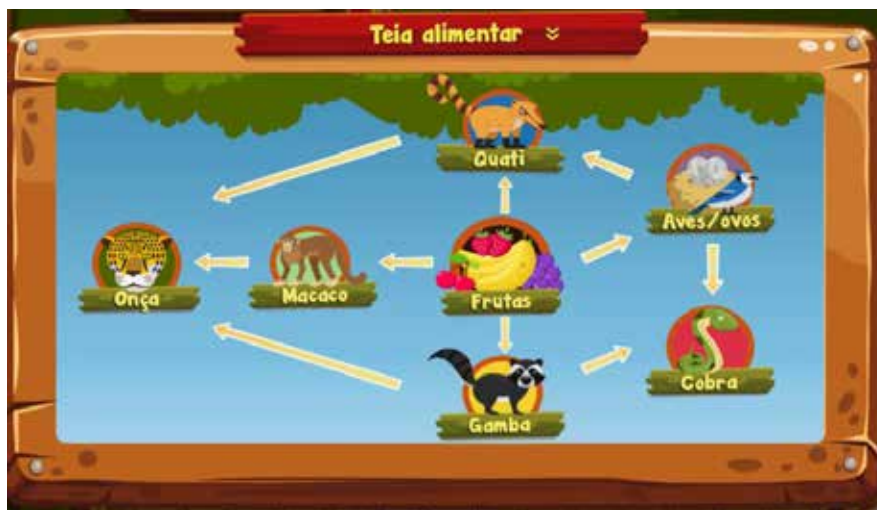 Teia alimentar
Quati
Aves/ovos
Onça
Macaco
Frutas
Gamba
Cobra